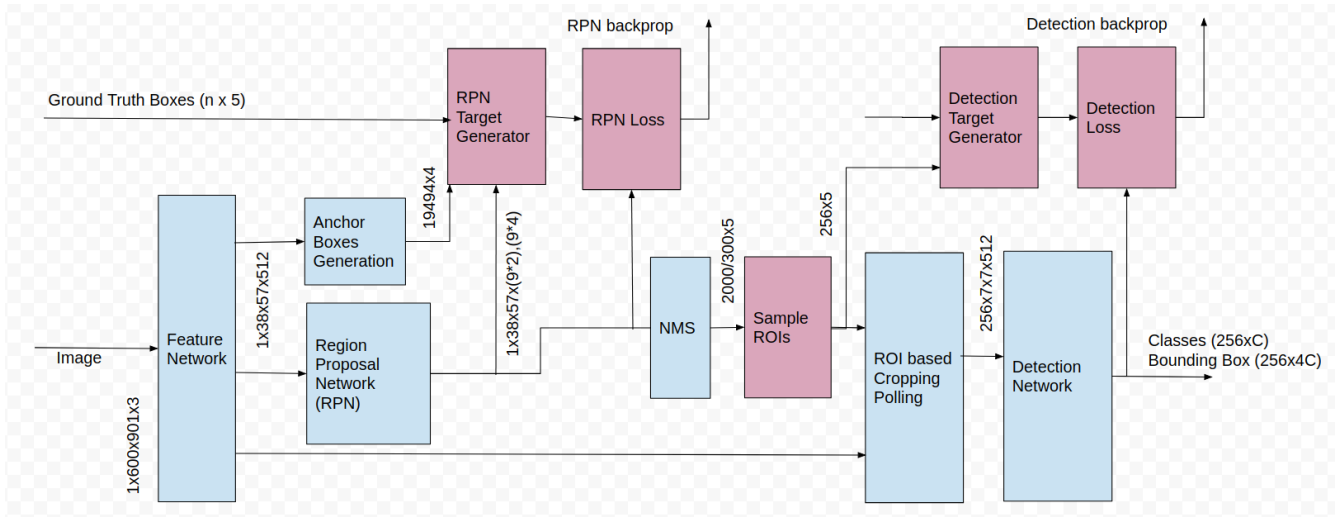 RPN backprop
Detection backprop
Ground Truth Boxes (n x 5)
RPN
Target
Generator
RPN Loss
Detection
Target
Generator
Detection
Loss
19494x4
Anchor
Boxes
Generation
1x38x57x512
1x38x57x(9*2),(9*4)
2000/300x5
256x5
256x7x7x512
Image
Feature
Network
Region
Proposal
Network
(RPN)
NMS
Sample
ROIs
ROI based
Cropping
Polling
Detection
Network
Classes (256xC)
Bounding Box (256x4C)
1x600x901x3